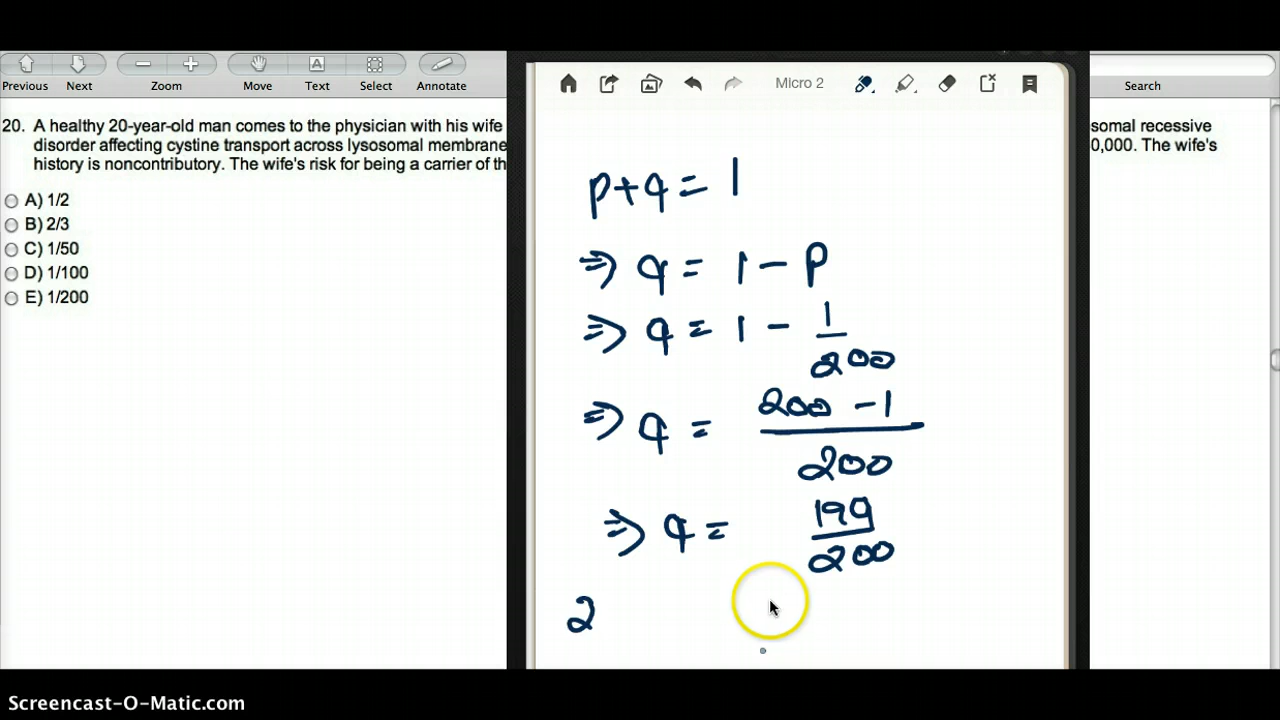 Previous Next Zoom Move Text Select Annotate
Micro 2
Search
20. A healthy 20-year-old man comes to the physician with his wife
somal recessive
disorder affecting cystine transport across lysosomal membrane
0,000. The wife's
history is noncontributory. The wife's risk for being a carrier of th
A) 1/2
B) 2/3
C) 1/50
D) 1/100
E) 1/200
p+q = 1
⇒ q = 1 - p
⇒ q = 1 - 1/200
⇒ q = 200 - 1/200
⇒ q = 199/200
2
Screencast-O-Matic.com